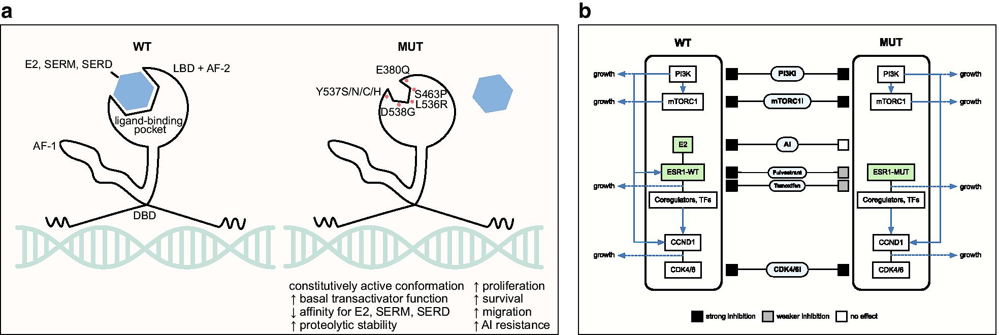 a
WT
E2, SERM, SERD
LBD + AF-2
ligand-binding
pocket
AF-1
DBD
MUT
E380Q
Y537S/N/C/H
S463P
L536R
D538G
constitutively active conformation
↑ basal transactivator function
↓ affinity for E2, SERM, SERD
↑ proteolytic stability
↑ proliferation
↑ survival
↑ migration
↑ AI resistance
b
WT
MUT
growth
PI3K
PI3KI
PI3K
growth
growth
mTORC1
mTORC1I
mTORC1
growth
E2
AI
ESR1-WT
Fulvestrant
ESR1-MUT
growth
Tamoxifen
growth
Coregulators, TFs
Coregulators, TFs
CCND1
CCND1
growth
growth
CDK4/6
CDK4/6I
CDK4/6
strong inhibition
weaker inhibition
no effect